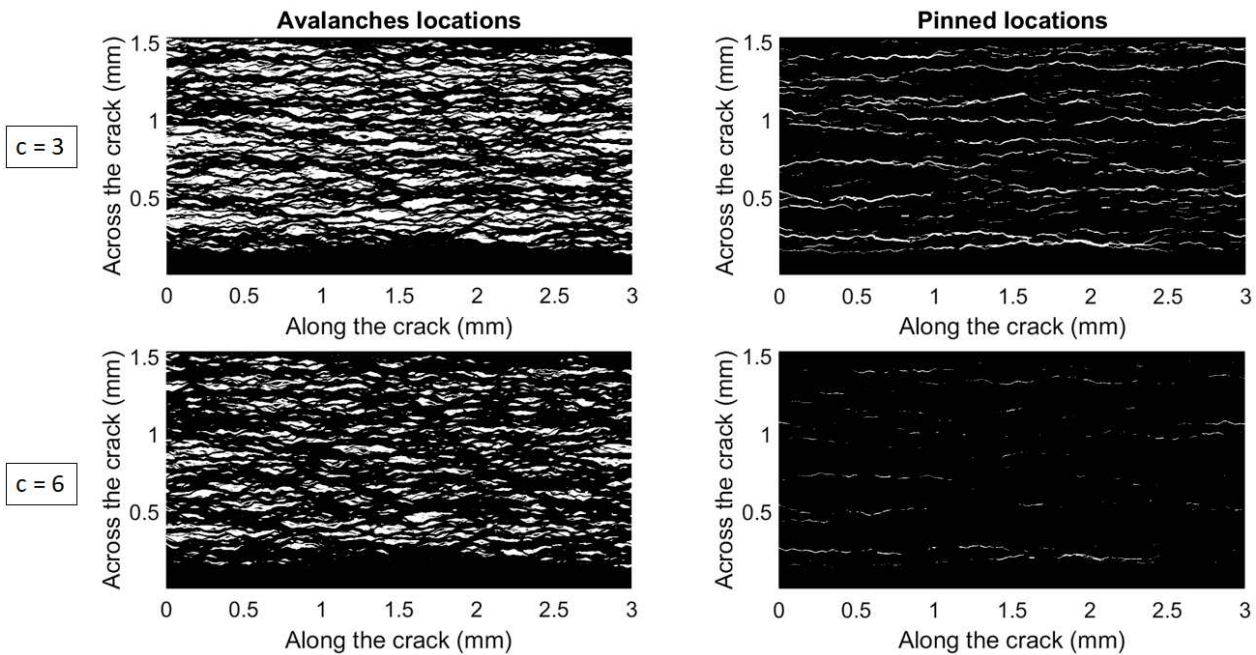 Avalanches locations
Pinned locations
c = 3
Across the crack (mm)
1.5
1
0.5
0 0.5 1 1.5 2 2.5 3
Along the crack (mm)
Across the crack (mm)
1.5
1
0.5
0 0.5 1 1.5 2 2.5 3
Along the crack (mm)
c = 6
Across the crack (mm)
1.5
1
0.5
0 0.5 1 1.5 2 2.5 3
Along the crack (mm)
Across the crack (mm)
1.5
1
0.5
0 0.5 1 1.5 2 2.5 3
Along the crack (mm)